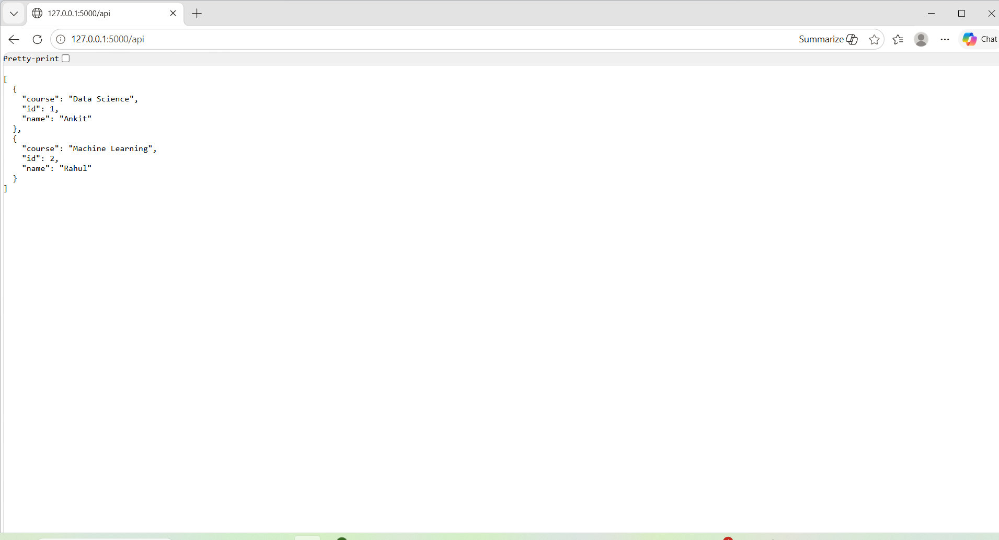 127.0.0.1:5000/api
127.0.0.1:5000/api
Summarize
Chat
Pretty-print
[
  {
    "course": "Data Science",
    "id": 1,
    "name": "Ankit"
  },
  {
    "course": "Machine Learning",
    "id": 2,
    "name": "Rahul"
  }
]